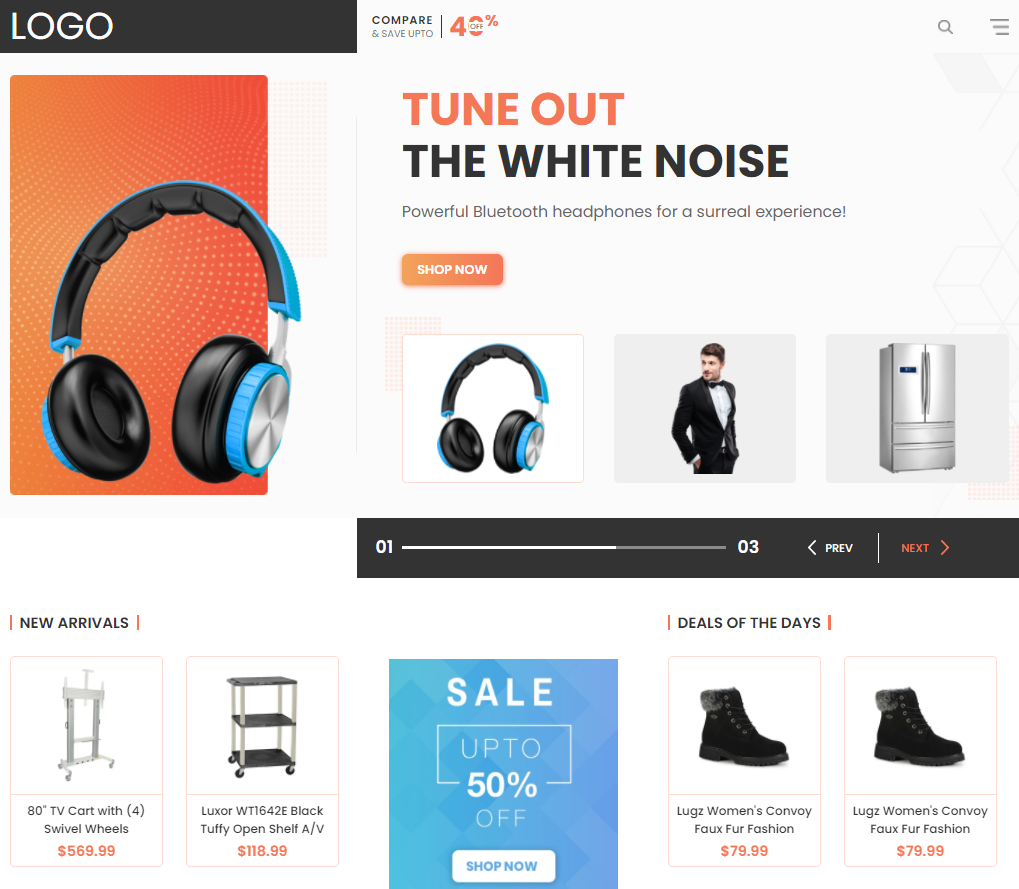 LOGO
COMPARE
& SAVE UPTO
40%
OFF
TUNE OUT
THE WHITE NOISE
Powerful Bluetooth headphones for a surreal experience!
SHOP NOW
01
03
PREV
NEXT
NEW ARRIVALS
80" TV Cart with (4)
Swivel Wheels
$569.99
Luxor WT1642E Black
Tuffy Open Shelf A/V
$118.99
SALE
UPTO
50%
OFF
SHOP NOW
DEALS OF THE DAYS
Lugz Women's Convoy
Faux Fur Fashion
$79.99
Lugz Women's Convoy
Faux Fur Fashion
$79.99